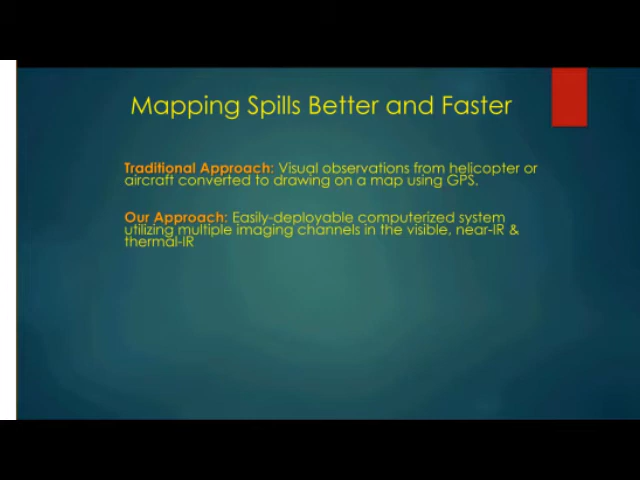 Mapping Spills Better and Faster
Traditional Approach: Visual observations from helicopter or
aircraft converted to drawing on a map using GPS.
Our Approach: Easily-deployable computerized system
utilizing multiple imaging channels in the visible, near-IR &
thermal-IR